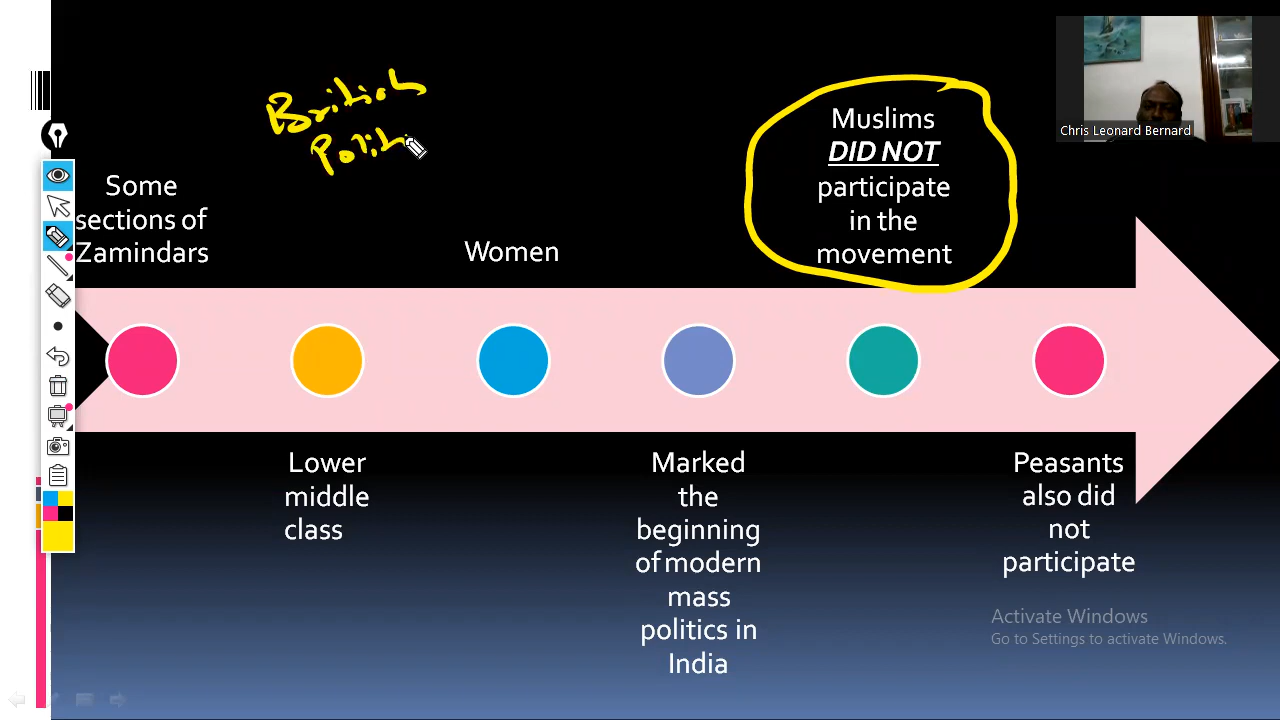 British
Polit
Chris Leonard Bernard
Some
sections of
Zamindars
Women
Muslims
DID NOT
participate
in the
movement
Lower
middle
class
Marked
the
beginning
of modern
mass
politics in
India
Peasants
also did
not
participate
Activate Windows
Go to Settings to activate Windows.